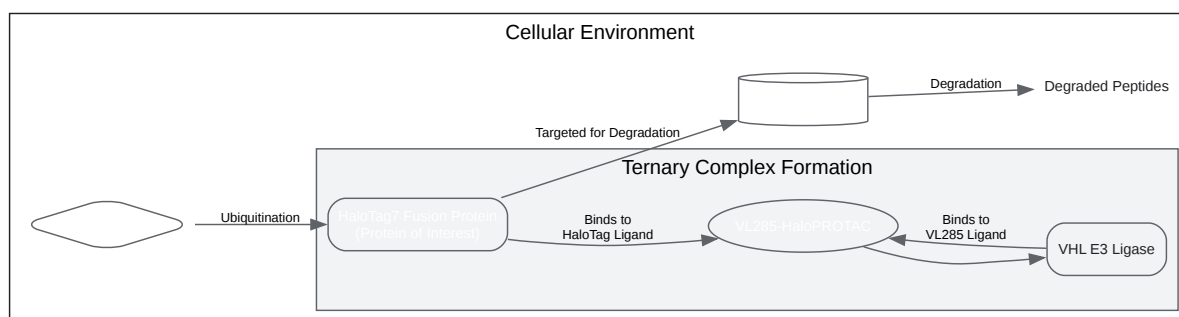 Cellular Environment
Degradation
Degraded Peptides
Targeted for Degradation
Ternary Complex Formation
Ubiquitination
HaloTag7 Fusion Protein
(Protein of Interest)
Binds to
HaloTag Ligand
VL285-HaloPROTAC
Binds to
VL285 Ligand
VHL E3 Ligase